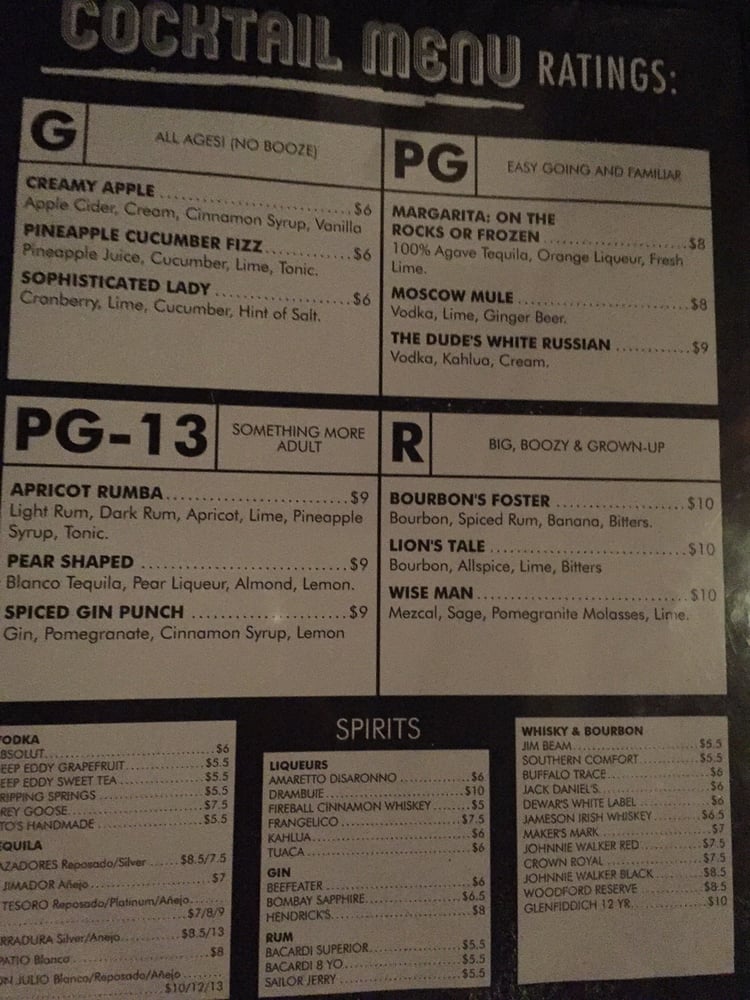 COCKTAIL MENU RATINGS:
G
ALL AGES! (NO BOOZE)
CREAMY APPLE ........ $6
Apple Cider, Cream, Cinnamon Syrup, Vanilla
PINEAPPLE CUCUMBER FIZZ ........ $6
Pineapple Juice, Cucumber, Lime, Tonic.
SOPHISTICATED LADY ........ $6
Cranberry, Lime, Cucumber, Hint of Salt.
PG
EASY GOING AND FAMILIAR
MARGARITA: ON THE
ROCKS OR FROZEN ........ $8
100% Agave Tequila, Orange Liqueur, Fresh
Lime.
MOSCOW MULE ........ $8
Vodka, Lime, Ginger Beer.
THE DUDE'S WHITE RUSSIAN ........ $9
Vodka, Kahlua, Cream.
PG-13
SOMETHING MORE
ADULT
APRICOT RUMBA ........ $9
Light Rum, Dark Rum, Apricot, Lime, Pineapple
Syrup, Tonic.
PEAR SHAPED ........ $9
Blanco Tequila, Pear Liqueur, Almond, Lemon.
SPICED GIN PUNCH ........ $9
Gin, Pomegranate, Cinnamon Syrup, Lemon
R
BIG, BOOZY & GROWN-UP
BOURBON'S FOSTER ........ $10
Bourbon, Spiced Rum, Banana, Bitters.
LION'S TALE ........ $10
Bourbon, Allspice, Lime, Bitters
WISE MAN ........ $10
Mezcal, Sage, Pomegranite Molasses, Lime.
SPIRITS
VODKA
BSOLUT ........ $6
EEP EDDY GRAPEFRUIT ........ $5.5
EEP EDDY SWEET TEA ........ $5.5
RIPPING SPRINGS ........ $5.5
REY GOOSE ........ $7.5
TO'S HANDMADE ........ $5.5
EQUILA
AZADORES Reposado/Silver ........ $8.5/7.5
JIMADOR Añejo ........ $7
TESORO Reposado/Platinum/Añejo ........
$7/8/9
RRADURA Silver/Anejo ........ $8.5/13
PATIO Blanco ........ $8
ON JULIO Blanco/Reposado/Añejo ........
$10/12/13
LIQUEURS
AMARETTO DISARONNO ........ $6
DRAMBUIE ........ $10
FIREBALL CINNAMON WHISKEY ........ $5
FRANGELICO ........ $7.5
KAHLUA ........ $6
TUACA ........ $6
GIN
BEEFEATER ........ $6
BOMBAY SAPPHIRE ........ $6.5
HENDRICK'S ........ $8
RUM
BACARDI SUPERIOR ........ $5.5
BACARDI 8 YO ........ $5.5
SAILOR JERRY ........ $5.5
WHISKY & BOURBON
JIM BEAM ........ $5.5
SOUTHERN COMFORT ........ $5.5
BUFFALO TRACE ........ $6
JACK DANIEL'S ........ $6
DEWAR'S WHITE LABEL ........ $6
JAMESON IRISH WHISKEY ........ $6.5
MAKER'S MARK ........ $7
JOHNNIE WALKER RED ........ $7.5
CROWN ROYAL ........ $7.5
JOHNNIE WALKER BLACK ........ $8.5
WOODFORD RESERVE ........ $8.5
GLENFIDDICH 12 YR. ........ $10